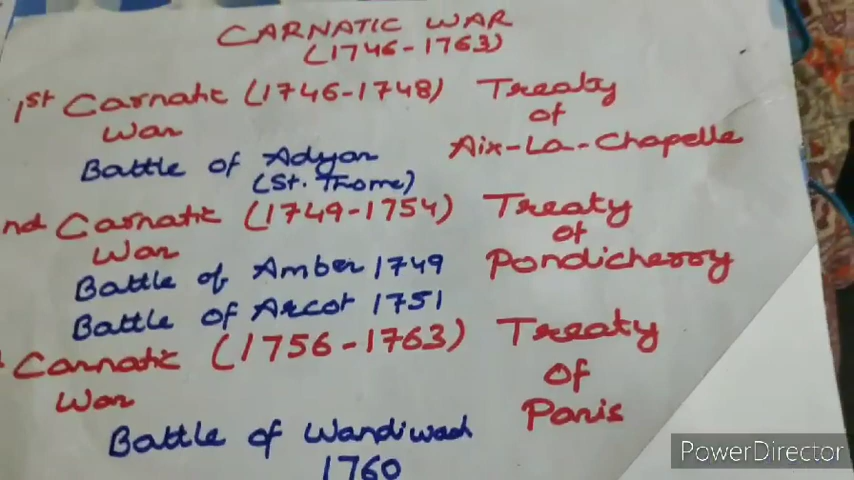 CARNATIC WAR
(1746-1763)
1st Carnatic (1746-1748) Treaty
War of
Aix-La-Chapelle
Battle of Adyar
(St. Thome)
nd Carnatic (1749-1754) Treaty
War of
Pondicherry
Battle of Amber 1749
Battle of Arcot 1751
Carnatic (1756-1763) Treaty
War of
Paris
Battle of Wandiwash
1760
PowerDirector